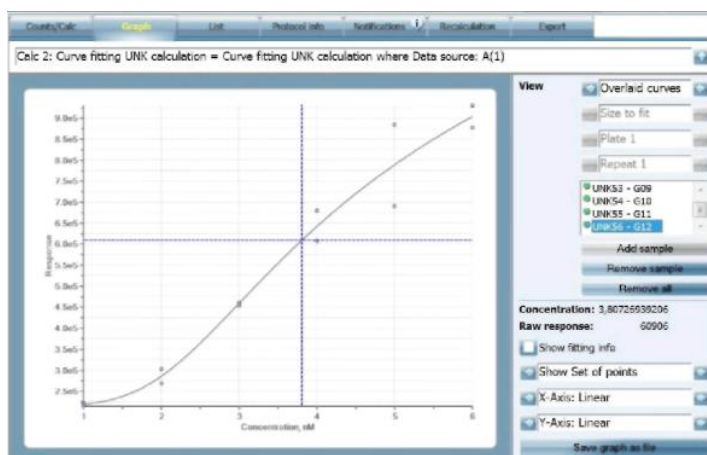 Counts/Calc Graph List Protocol info Notifications i Recalculation Export
Calc 2: Curve fitting UNK calculation = Curve fitting UNK calculation where Data source: A(1)
View
Overlaid curves
Size to fit
Plate 1
Repeat 1
UNK53 - G09
UNK54 - G10
UNK55 - G11
UNK56 - G12
Add sample
Remove sample
Remove all
Concentration: 3,80726939206
Raw response: 60906
Show fitting info
Show Set of points
X-Axis: Linear
Y-Axis: Linear
Save graph as file
Response
9.0e5
8.5e5
8.0e5
7.5e5
7.0e5
6.5e5
6.0e5
5.5e5
5.0e5
4.5e5
4.0e5
3.5e5
3.0e5
2.5e5
1 2 3 4 5 6
Concentration, nM